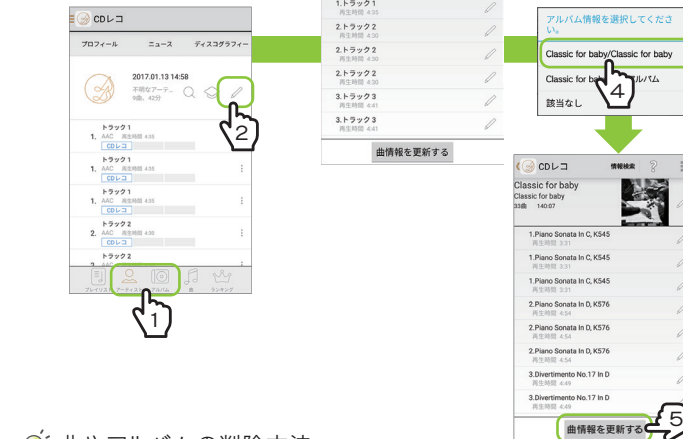 CDレコ
プロフィール ニュース ディスコグラフィー
2017.01.13 14:58
不明なアーテ...
9曲、42分
2
トラック1
1. AAC 再生時間 4:35
CDレコ
トラック1
1. AAC 再生時間 4:35
CDレコ
トラック1
1. AAC 再生時間 4:35
CDレコ
トラック2
2. AAC 再生時間 4:30
CDレコ
トラック2
2. AAC 再生時間 4:30
プレイリスト アーティスト アルバム 曲 ランキング
1
1.トラック1
再生時間 4:35
2.トラック2
再生時間 4:30
2.トラック2
再生時間 4:30
2.トラック2
再生時間 4:30
3.トラック3
再生時間 4:41
3.トラック3
再生時間 4:41
曲情報を更新する
アルバム情報を選択してください。
Classic for baby/Classic for baby
Classic for ba アルバム
4
該当なし
CDレコ 情報検索
Classic for baby
Classic for baby
33曲 140:07
1.Piano Sonata In C, K545
再生時間 3:31
1.Piano Sonata In C, K545
再生時間 3:31
1.Piano Sonata In C, K545
再生時間 3:31
2.Piano Sonata In D, K576
再生時間 4:54
2.Piano Sonata In D, K576
再生時間 4:54
2.Piano Sonata In D, K576
再生時間 4:54
3.Divertimento No.17 In D
再生時間 4:49
3.Divertimento No.17 In D
再生時間 4:49
曲情報を更新する
5
曲やアルバムの削除方法